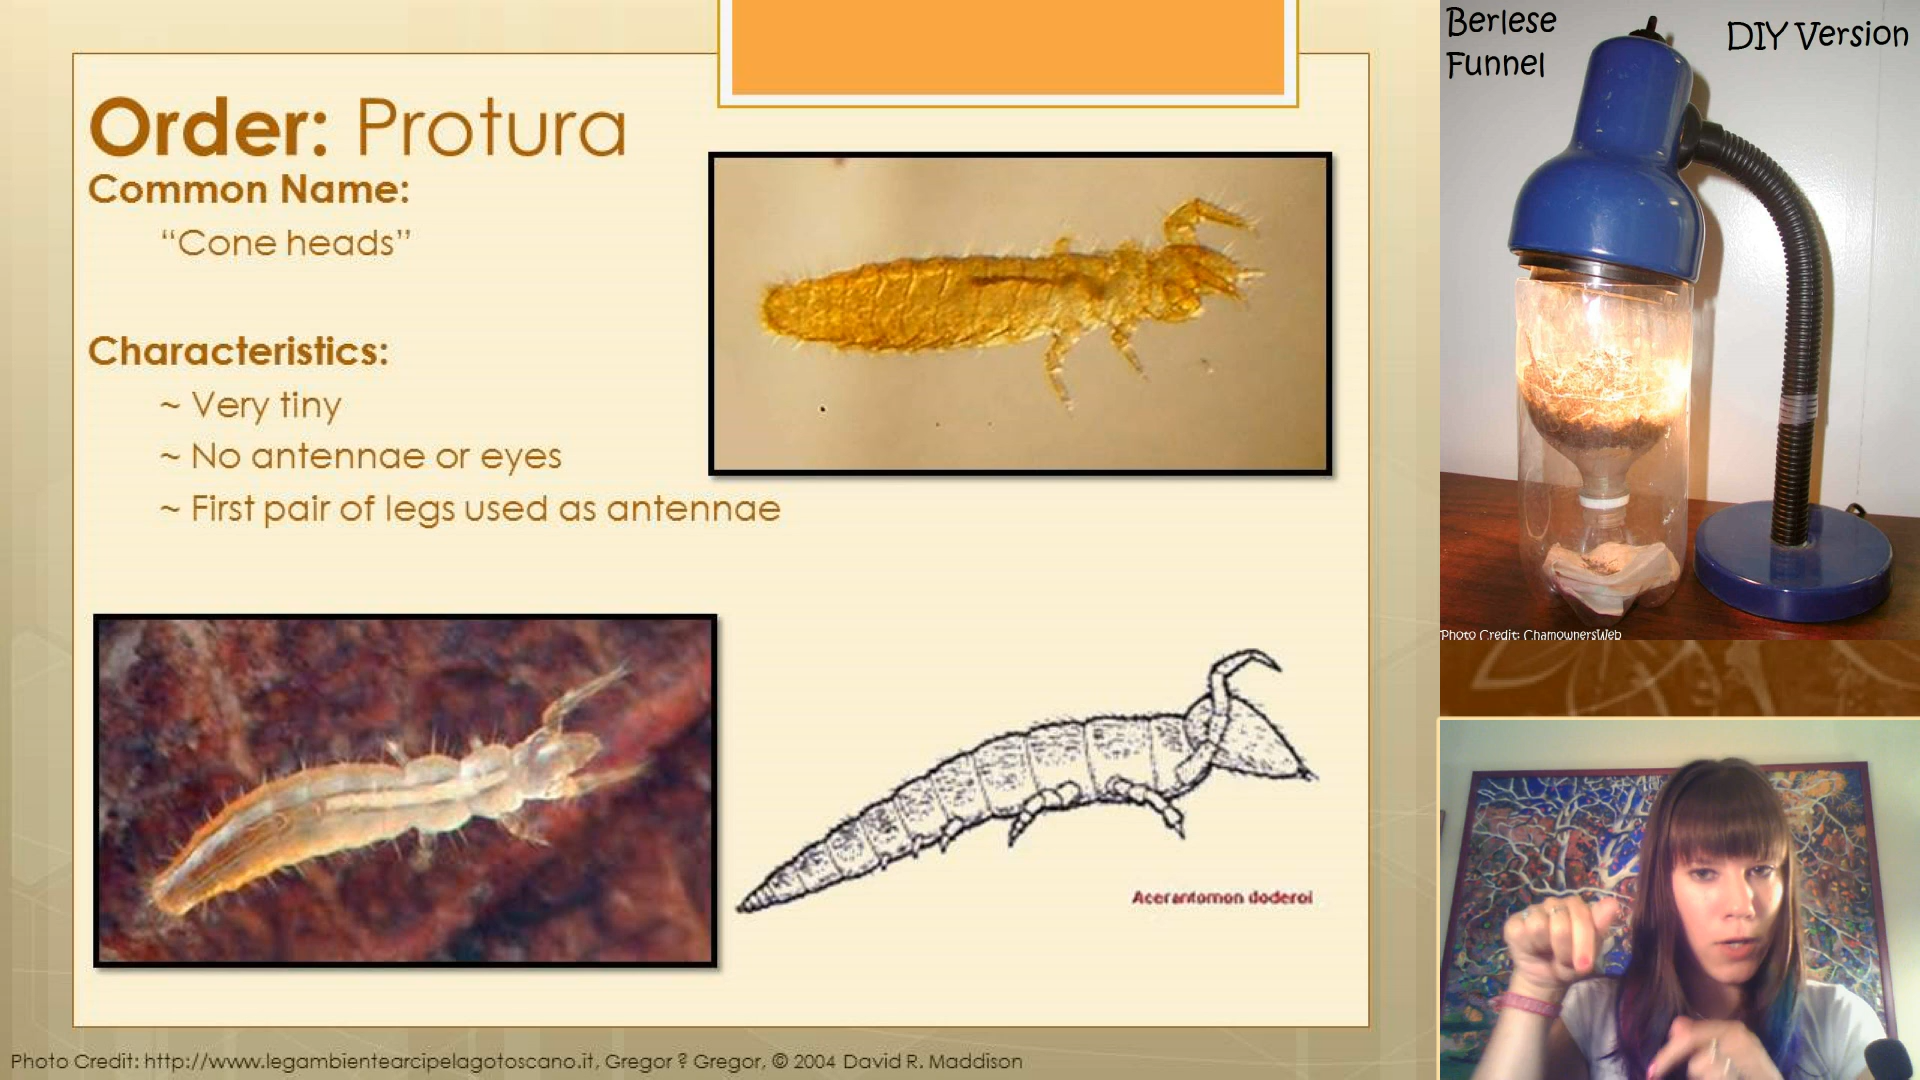 Order: Protura
Common Name:
“Cone heads”
Characteristics:
~ Very tiny
~ No antennae or eyes
~ First pair of legs used as antennae
Acerantomon doderoi
Photo Credit: http://www.legambientearcipelagotoscano.it, Gregor ? Gregor, © 2004 David R. Maddison
Berlese
Funnel
DIY Version
Photo Credit: ChamownersWeb